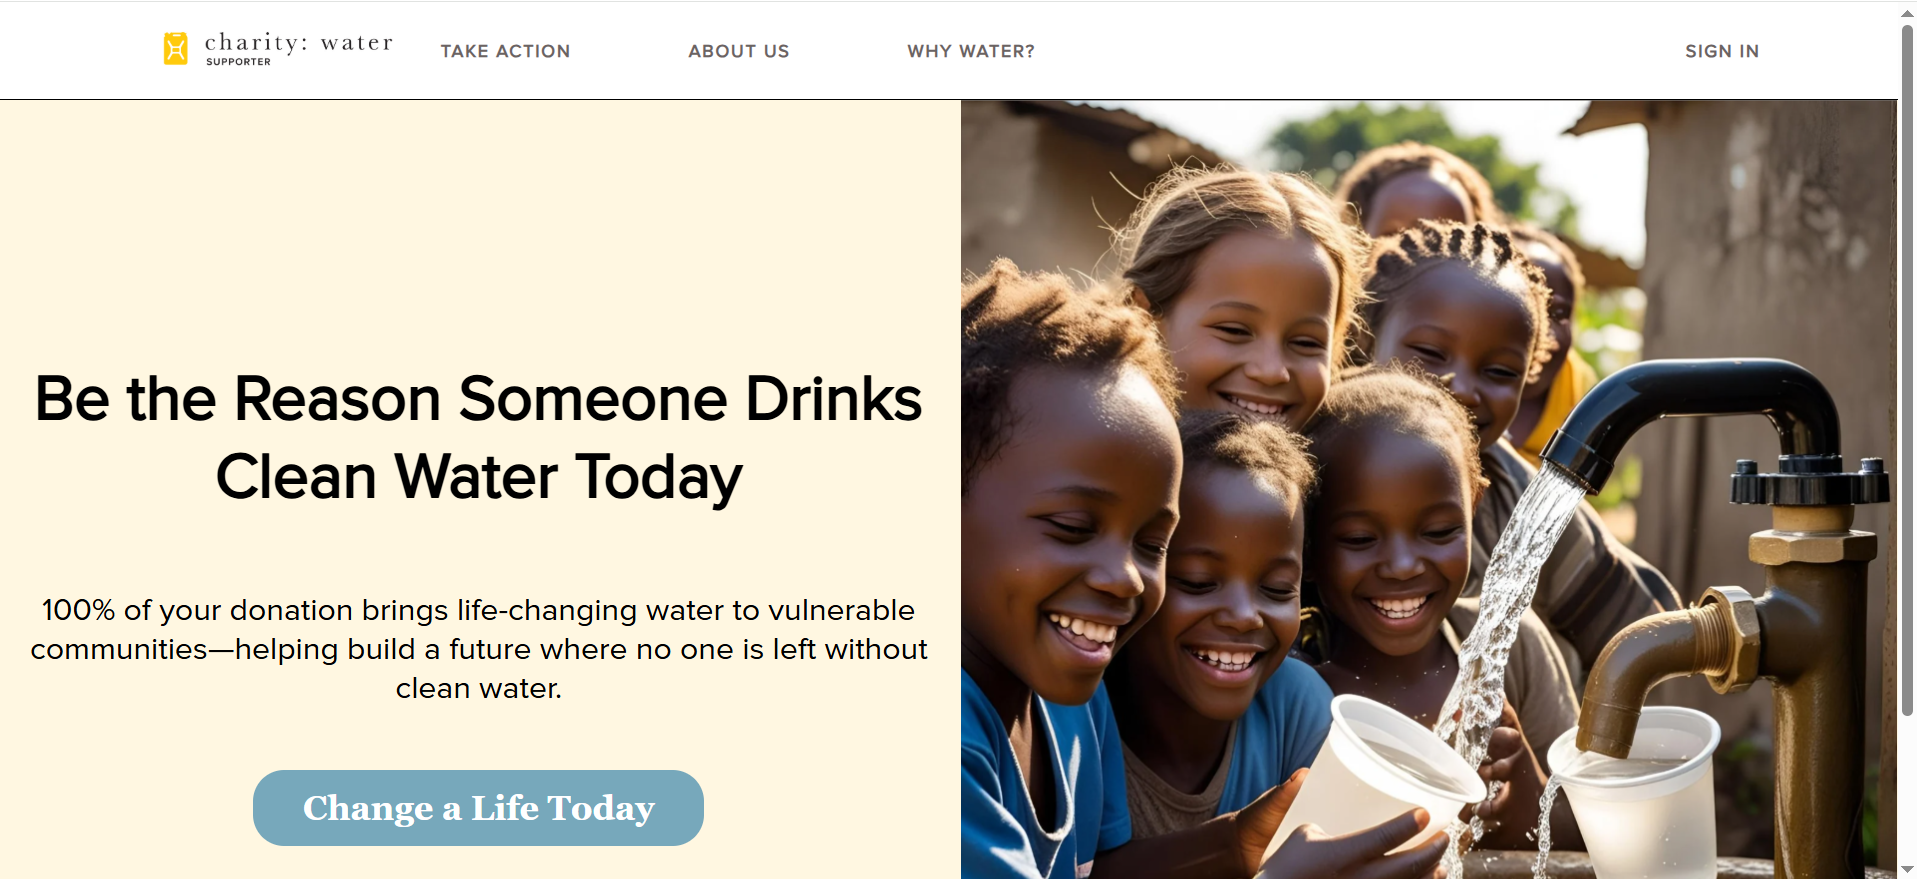 charity: water
SUPPORTER
TAKE ACTION
ABOUT US
WHY WATER?
SIGN IN
Be the Reason Someone Drinks
Clean Water Today
100% of your donation brings life-changing water to vulnerable
communities—helping build a future where no one is left without
clean water.
Change a Life Today